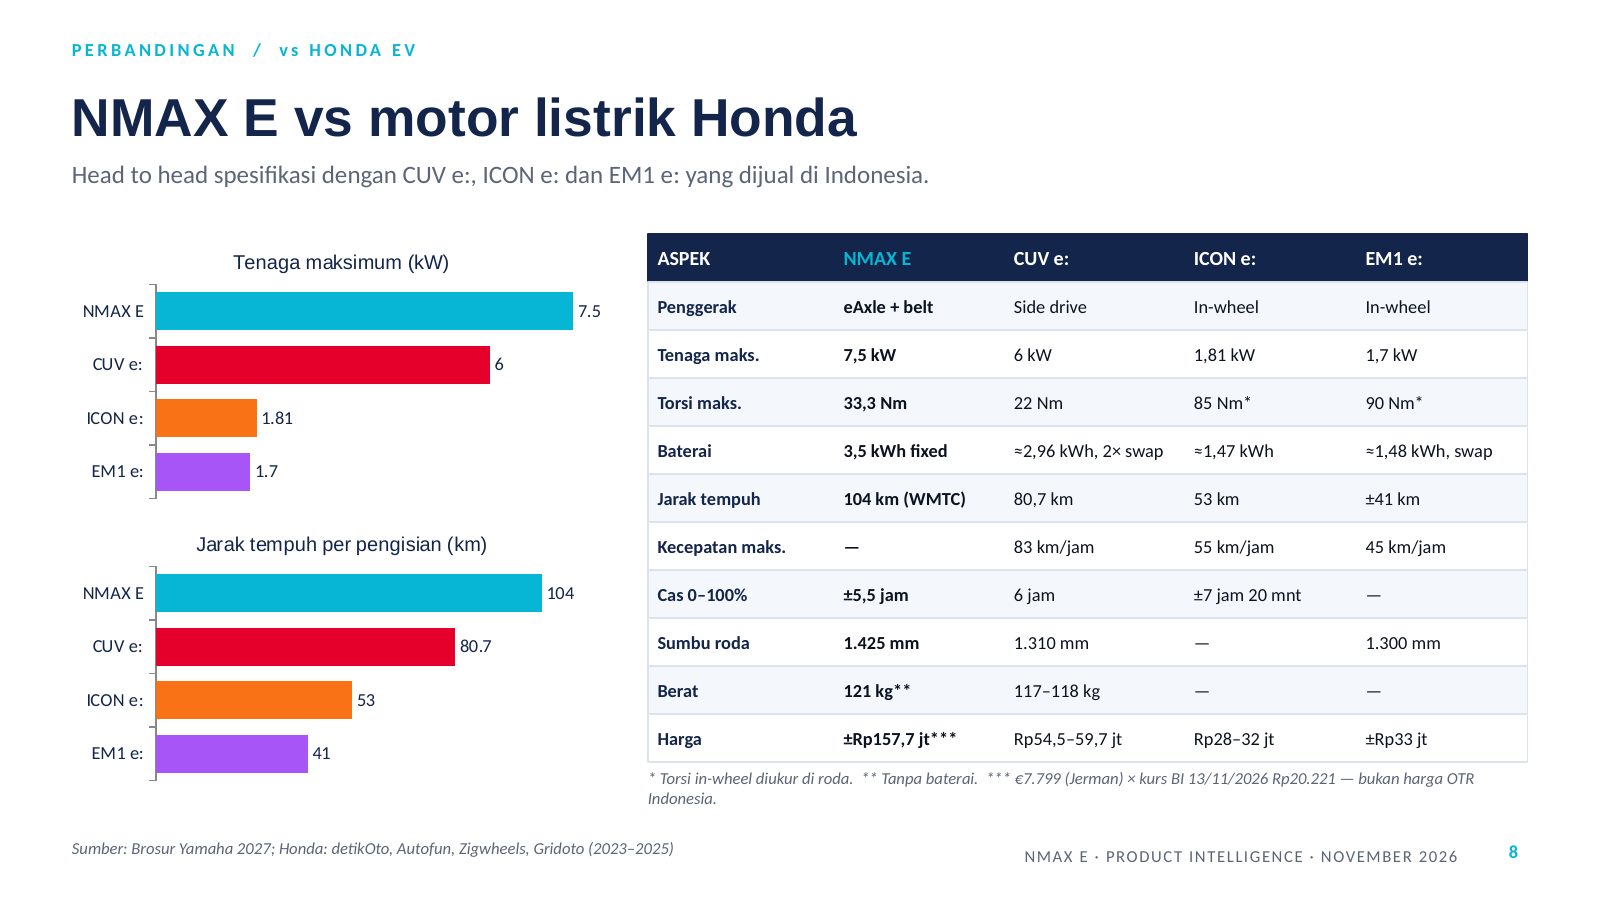 PERBANDINGAN / vs HONDA EV
NMAX E vs motor listrik Honda
Head to head spesifikasi dengan CUV e:, ICON e: dan EM1 e: yang dijual di Indonesia.
Tenaga maksimum (kW)
NMAX E 7.5
CUV e: 6
ICON e: 1.81
EM1 e: 1.7
Jarak tempuh per pengisian (km)
NMAX E 104
CUV e: 80.7
ICON e: 53
EM1 e: 41
ASPEK NMAX E CUV e: ICON e: EM1 e:
Penggerak eAxle + belt Side drive In-wheel In-wheel
Tenaga maks. 7,5 kW 6 kW 1,81 kW 1,7 kW
Torsi maks. 33,3 Nm 22 Nm 85 Nm* 90 Nm*
Baterai 3,5 kWh fixed ≈2,96 kWh, 2× swap ≈1,47 kWh ≈1,48 kWh, swap
Jarak tempuh 104 km (WMTC) 80,7 km 53 km ±41 km
Kecepatan maks. — 83 km/jam 55 km/jam 45 km/jam
Cas 0–100% ±5,5 jam 6 jam ±7 jam 20 mnt —
Sumbu roda 1.425 mm 1.310 mm — 1.300 mm
Berat 121 kg** 117–118 kg — —
Harga ±Rp157,7 jt*** Rp54,5–59,7 jt Rp28–32 jt ±Rp33 jt
* Torsi in-wheel diukur di roda. ** Tanpa baterai. *** €7.799 (Jerman) × kurs BI 13/11/2026 Rp20.221 — bukan harga OTR
Indonesia.
Sumber: Brosur Yamaha 2027; Honda: detikOto, Autofun, Zigwheels, Gridoto (2023–2025)
NMAX E · PRODUCT INTELLIGENCE · NOVEMBER 2026 8